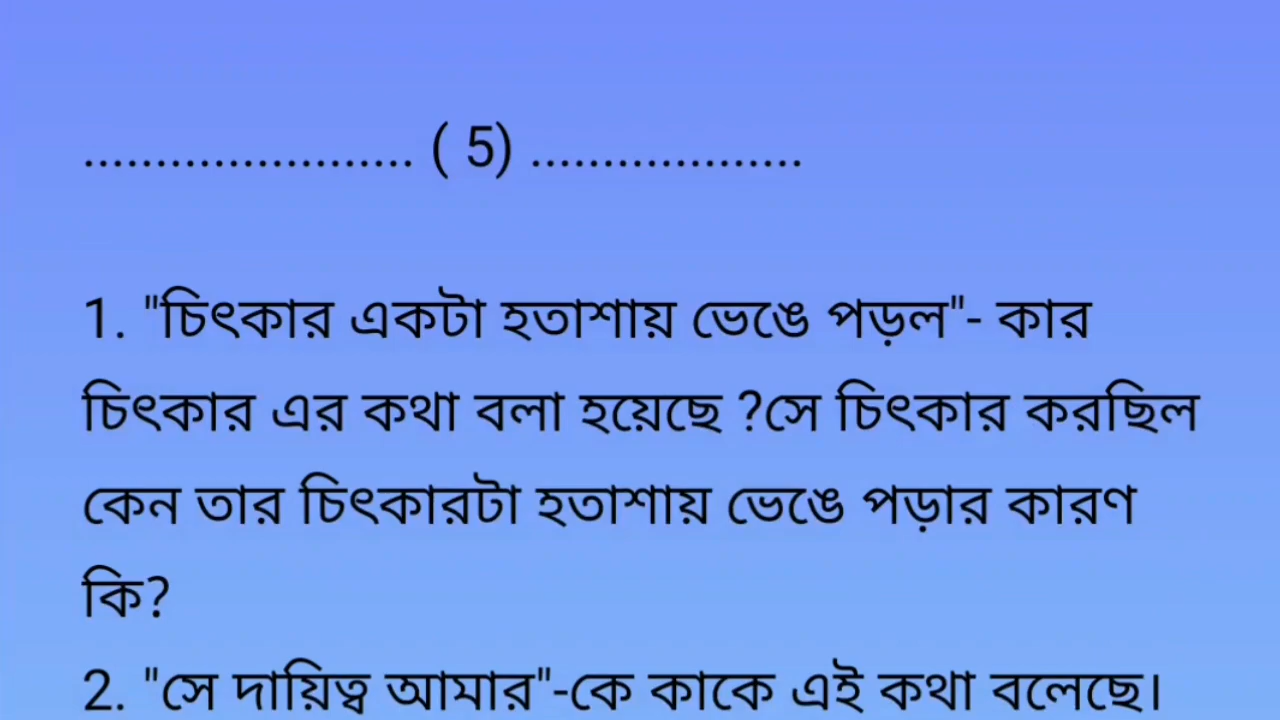 ....................... ( 5) ...................
1. "চিৎকার একটা হতাশায় ভেঙে পড়ল"- কার
চিৎকার এর কথা বলা হয়েছে ?সে চিৎকার করছিল
কেন তার চিৎকারটা হতাশায় ভেঙে পড়ার কারণ
কি?
2. "সে দায়িত্ব আমার"-কে কাকে এই কথা বলেছে।